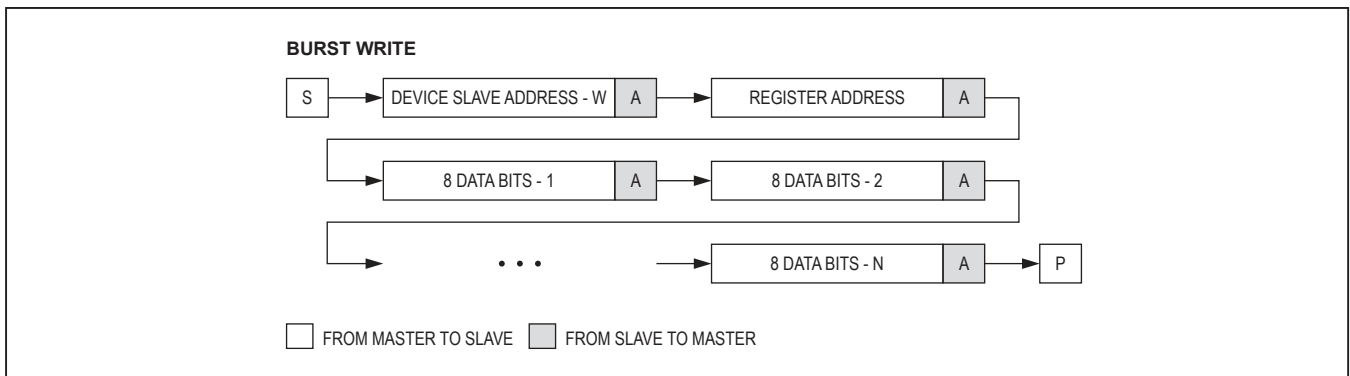 BURST WRITE
S DEVICE SLAVE ADDRESS - W A REGISTER ADDRESS A
8 DATA BITS - 1 A 8 DATA BITS - 2 A
• • • 8 DATA BITS - N A P
FROM MASTER TO SLAVE FROM SLAVE TO MASTER